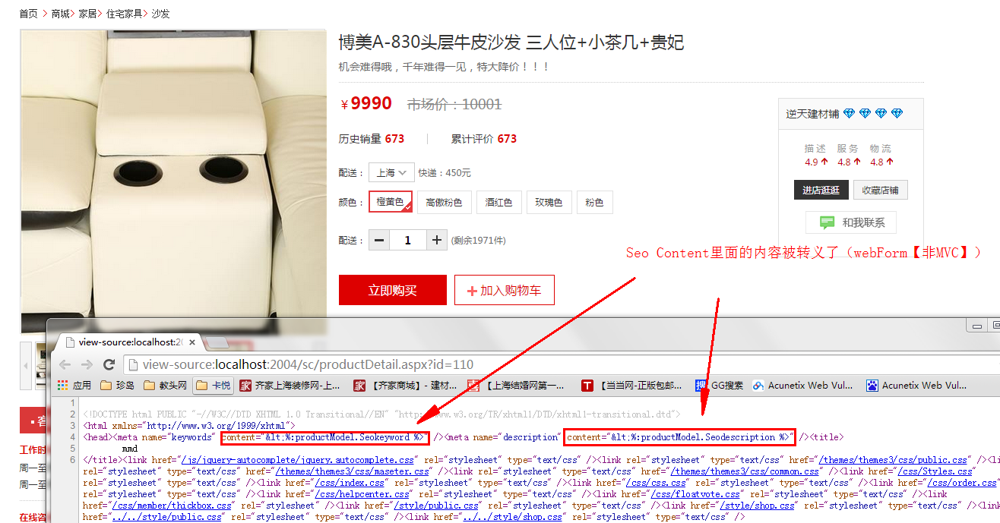 首页 > 商城> 家居> 住宅家具> 沙发
博美A-830头层牛皮沙发 三人位+小茶几+贵妃
机会难得哦，千年难得一见，特大降价！！！
¥9990 市场价：10001
历史销量 673 累计评价 673
配送： 上海 快递：450元
颜色： 橙黄色 高傲粉色 酒红色 玫瑰色 粉色
配送： 1 (剩余1971件)
立即购买 加入购物车
逆天建材铺
描述 服务 物流
4.9 4.8 4.8
进店逛逛 收藏店铺
和我联系
Seo Content里面的内容被转义了（webForm【非MVC】）
工作时
周一至
周一至
在线咨
view-source:localhost:20
view-source:localhost:2004/sc/productDetail.aspx?id=110
应用 珍岛 教头网 卡悦 齐家上海装修网-上... 【齐家商城】- 建材... 【上海结婚网第一... 【当当网-正版包邮... GG搜索 Acunetix Web Vul... Acunetix Web Vul...
1
2 <!DOCTYPE html PUBLIC "-//W3C//DTD XHTML 1.0 Transitional//EN" "http://www.w3.org/TR/xhtml1/DTD/xhtml1-transitional.dtd">
3 <html xmlns="http://www.w3.org/1999/xhtml">
4 <head><meta name="keywords" content="&lt;%:productModel.Seokeyword %>" /><meta name="description" content="&lt;%:productModel.Seodescription %>" /><title>
5 mmd
6 </title><link href="/js/jquery-autocomplete/jquery.autocomplete.css" rel="stylesheet" type="text/css" /><link href="/themes/themes3/css/public.css" rel="stylesheet" type="text/css" /><li
rel="stylesheet" type="text/css" href="/themes/themes3/css/maseter.css" /><link rel="stylesheet" type="text/css" href="/themes/themes3/css/common.css" /><link href="/css/Styles.css"
rel="stylesheet" type="text/css" /><link href="/css/index.css" rel="stylesheet" type="text/css" /><link href="/css/css.css" rel="stylesheet" type="text/css" /><link href="/css/order.css"
rel="stylesheet" type="text/css" /><link href="/css/helpcenter.css" rel="stylesheet" type="text/css" /><link href="/css/floatvote.css" rel="stylesheet" type="text/css" /><link
href="/css/member/thickbox.css" rel="stylesheet" /><link href="/style/public.css" rel="stylesheet" type="text/css" /><link href="/style/shop.css" rel="stylesheet" type="text/css" /><link
href="../../style/public.css" rel="stylesheet" type="text/css" /><link href="../../style/shop.css" rel="stylesheet" type="text/css" />